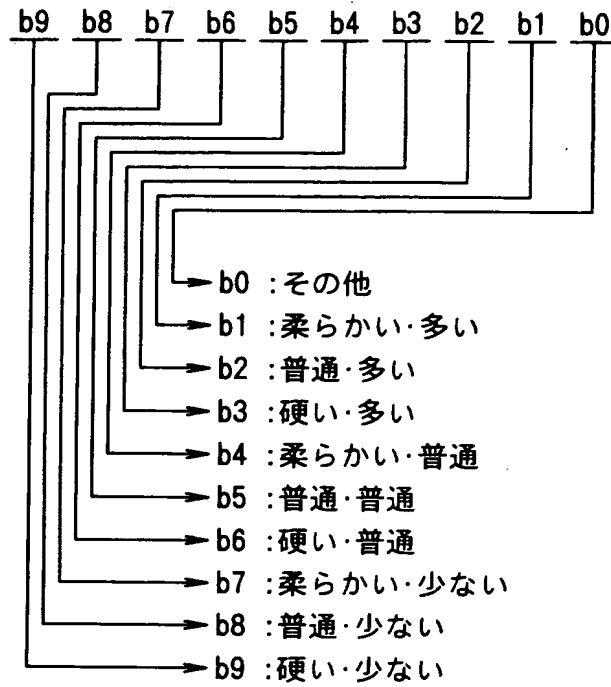 b9 b8 b7 b6 b5 b4 b3 b2 b1 b0
b0 :その他
b1 :柔らかい·多い
b2 :普通·多い
b3 :硬い·多い
b4 :柔らかい·普通
b5 :普通·普通
b6 :硬い·普通
b7 :柔らかい·少ない
b8 :普通·少ない
b9 :硬い·少ない